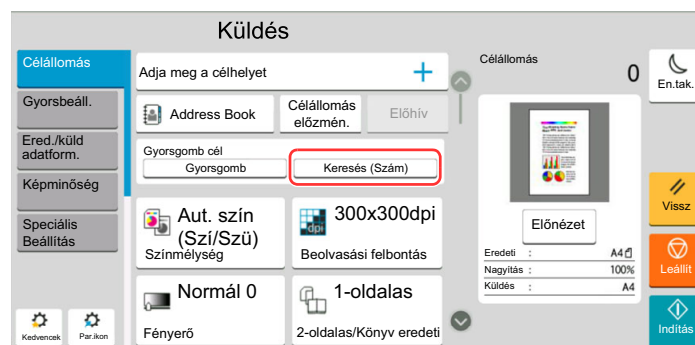 Küldés
Célállomás
Gyorsbeáll.
Ered./küld
adatform.
Képminőség
Speciális
Beállítás
Kedvencek
Par.ikon
Adja meg a célhelyet
Address Book
Célállomás
előzmén.
Előhív
Gyorsgomb cél
Gyorsgomb
Keresés (Szám)
Aut. szín
(Szí/Szü)
Színmélység
dpi
300x300dpi
Beolvasási felbontás
Normál 0
Fényerő
1-oldalas
2-oldalas/Könyv eredeti
Célállomás
0
Előnézet
Eredeti : A4
Nagyítás : 100%
Küldés : A4
En.tak.
Vissz
Leállít
Indítás